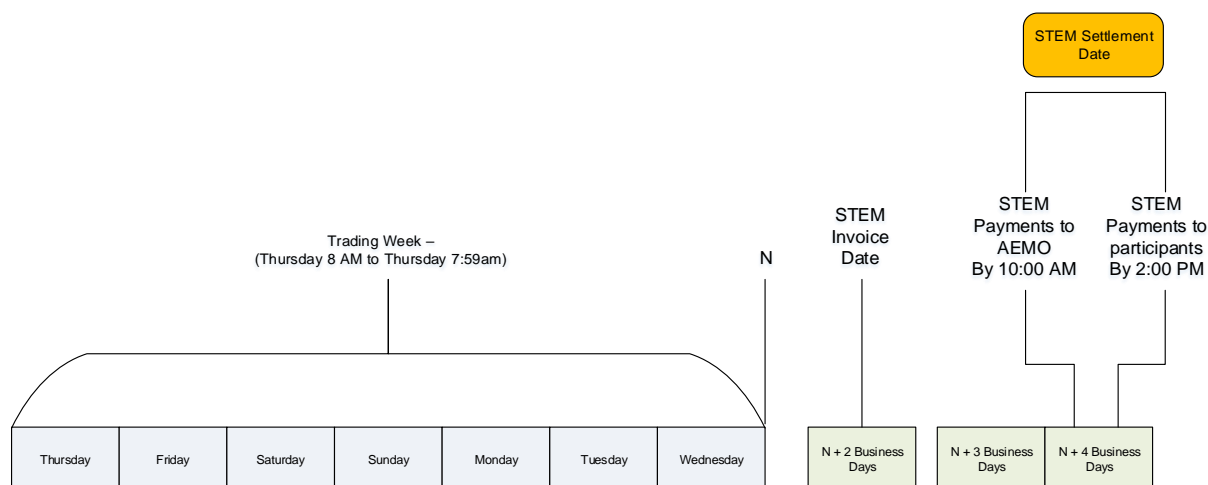 STEM Settlement
Date
Trading Week –
(Thursday 8 AM to Thursday 7:59am)
N
STEM
Invoice
Date
STEM
Payments to
AEMO
By 10:00 AM
STEM
Payments to
participants
By 2:00 PM
Thursday
Friday
Saturday
Sunday
Monday
Tuesday
Wednesday
N + 2 Business
Days
N + 3 Business
Days
N + 4 Business
Days